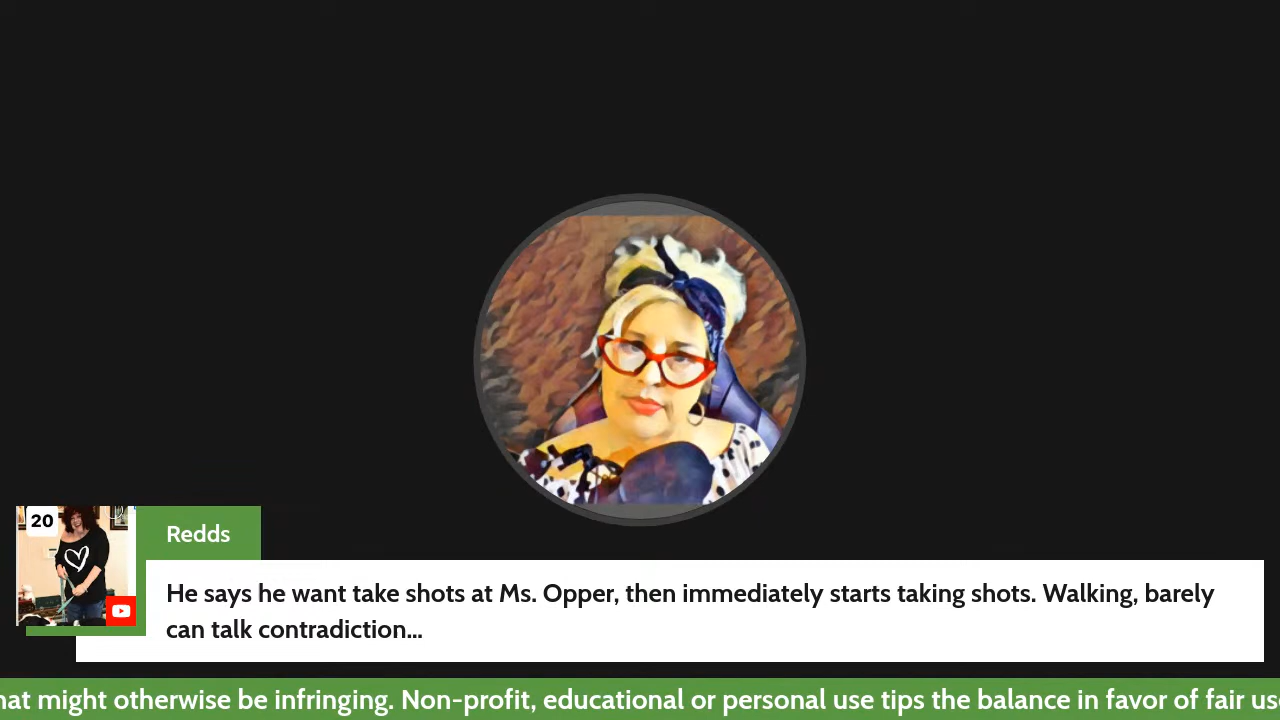 20
Redds
He says he want take shots at Ms. Opper, then immediately starts taking shots. Walking, barely
can talk contradiction...
hat might otherwise be infringing. Non-profit, educational or personal use tips the balance in favor of fair us